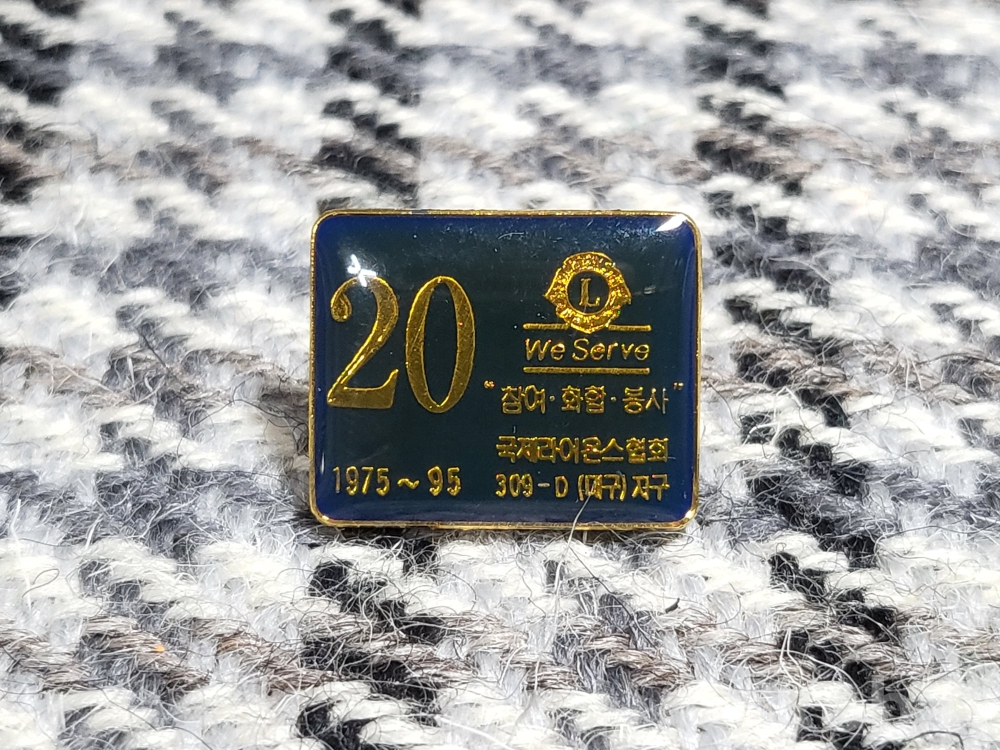 20
L
We Serve
"참여·화합·봉사"
국제라이온스협회
1975~95
309-D (대구) 지구